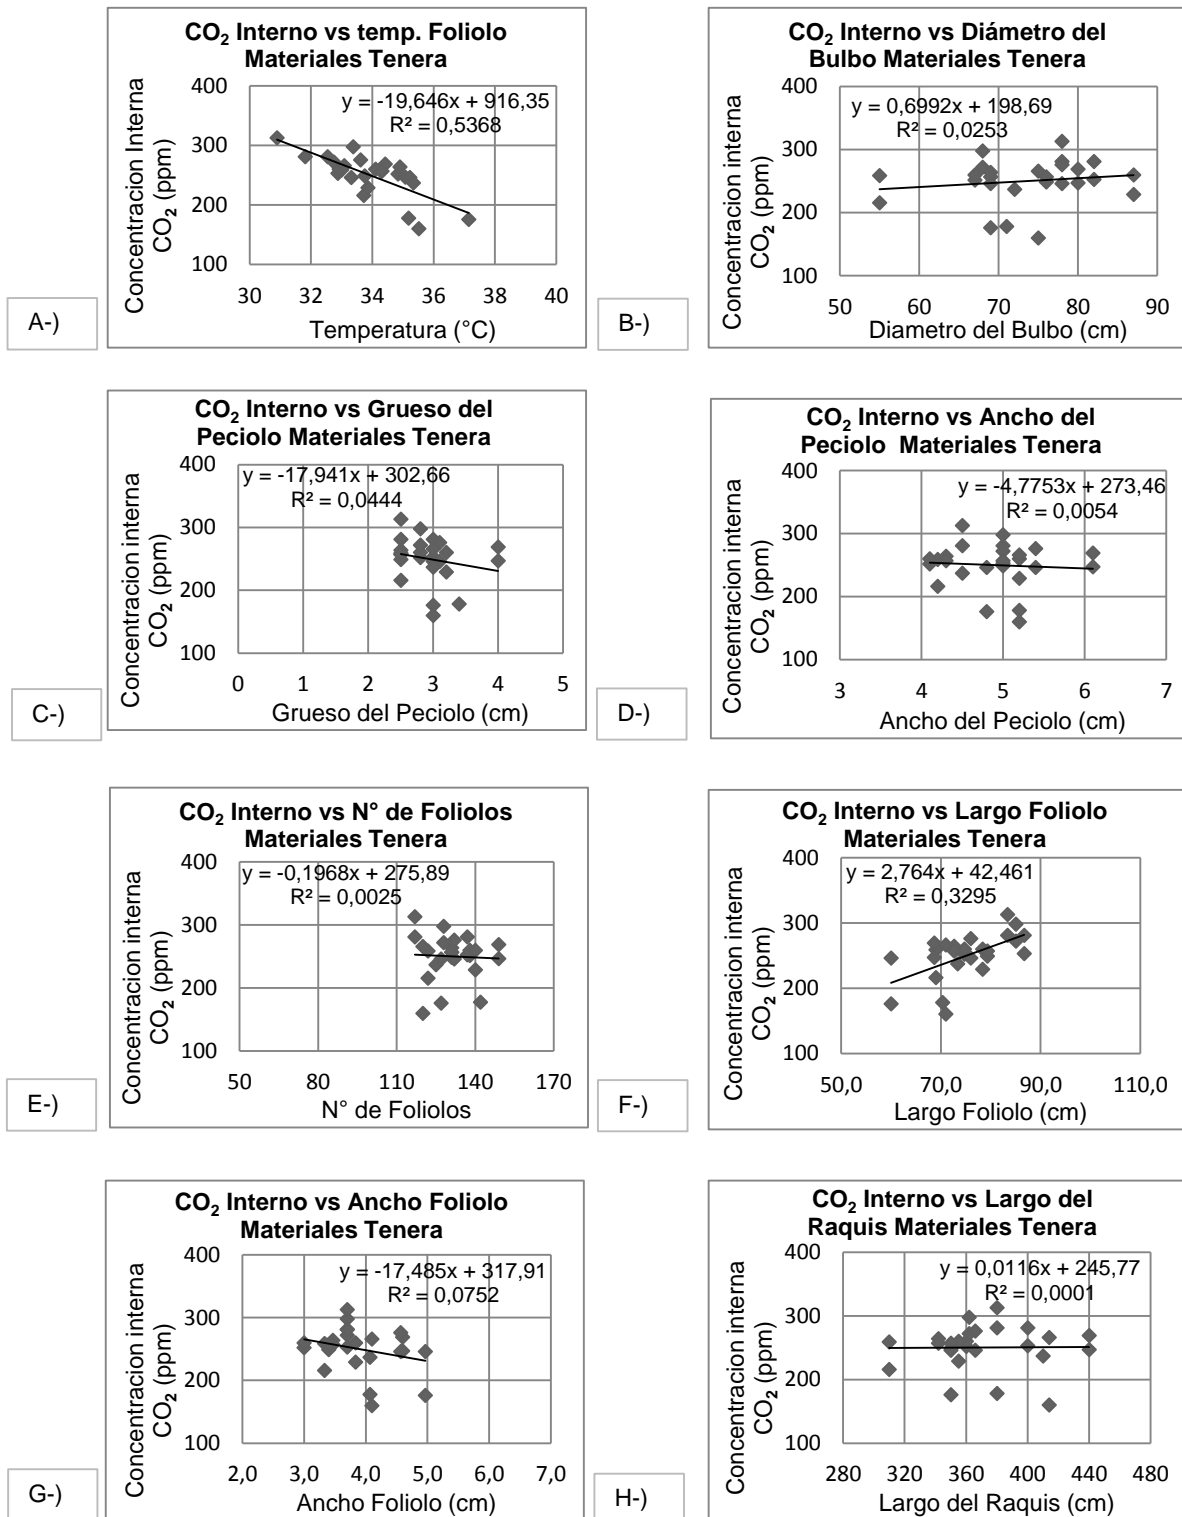 CO₂ Interno vs temp. Foliolo
Materiales Tenera
Concentracion Interna
CO₂ (ppm)
400
300
200
100
y = -19,646x + 916,35
R² = 0,5368
30 32 34 36 38 40
Temperatura (°C)
A-)
CO₂ Interno vs Diámetro del
Bulbo Materiales Tenera
Concentracion interna
CO₂ (ppm)
400
300
200
100
y = 0,6992x + 198,69
R² = 0,0253
50 60 70 80 90
Diametro del Bulbo (cm)
B-)
CO₂ Interno vs Grueso del
Peciolo Materiales Tenera
Concentracion interna
CO₂ (ppm)
400
300
200
100
y = -17,941x + 302,66
R² = 0,0444
0 1 2 3 4 5
Grueso del Peciolo (cm)
C-)
CO₂ Interno vs Ancho del
Peciolo Materiales Tenera
Concentracion interna
CO₂ (ppm)
400
300
200
100
y = -4,7753x + 273,46
R² = 0,0054
3 4 5 6 7
Ancho del Peciolo (cm)
D-)
CO₂ Interno vs N° de Foliolos
Materiales Tenera
Concentracion interna
CO₂ (ppm)
400
300
200
100
y = -0,1968x + 275,89
R² = 0,0025
50 80 110 140 170
N° de Foliolos
E-)
CO₂ Interno vs Largo Foliolo
Materiales Tenera
Concentracion interna
CO₂ (ppm)
400
300
200
100
y = 2,764x + 42,461
R² = 0,3295
50,0 70,0 90,0 110,0
Largo Foliolo (cm)
F-)
CO₂ Interno vs Ancho Foliolo
Materiales Tenera
Concentracion interna
CO₂ (ppm)
400
300
200
100
y = -17,485x + 317,91
R² = 0,0752
2,0 3,0 4,0 5,0 6,0 7,0
Ancho Foliolo (cm)
G-)
CO₂ Interno vs Largo del
Raquis Materiales Tenera
Concentracion interna
CO₂ (ppm)
400
300
200
100
y = 0,0116x + 245,77
R² = 0,0001
280 320 360 400 440 480
Largo del Raquis (cm)
H-)